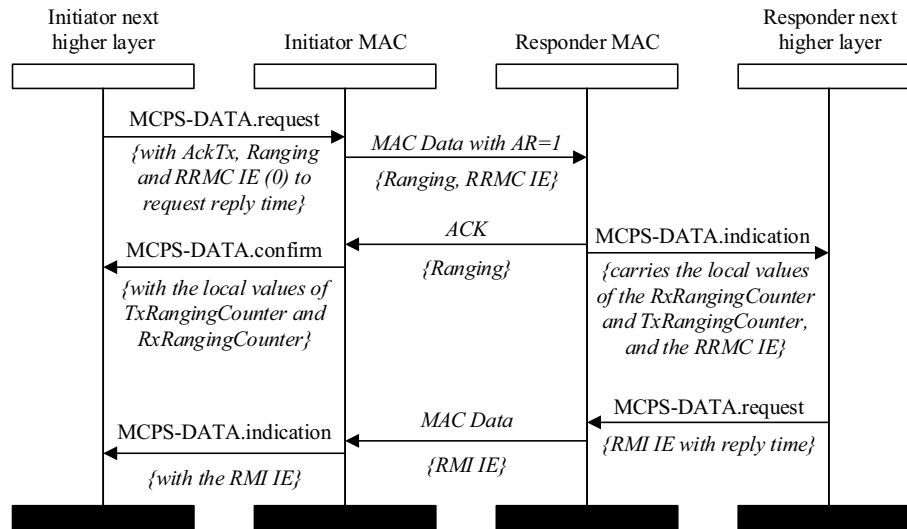 Initiator next
higher layer
Initiator MAC
Responder MAC
Responder next
higher layer
MCPS-DATA.request
{with AckTx, Ranging
and RRMC IE (0) to
request reply time}
MAC Data with AR=1
{Ranging, RRMC IE}
ACK
{Ranging}
MCPS-DATA.confirm
{with the local values of
TxRangingCounter and
RxRangingCounter}
MCPS-DATA.indication
{carries the local values
of the RxRangingCounter
and TxRangingCounter,
and the RRMC IE}
MCPS-DATA.request
{RMI IE with reply time}
MAC Data
{RMI IE}
MCPS-DATA.indication
{with the RMI IE}